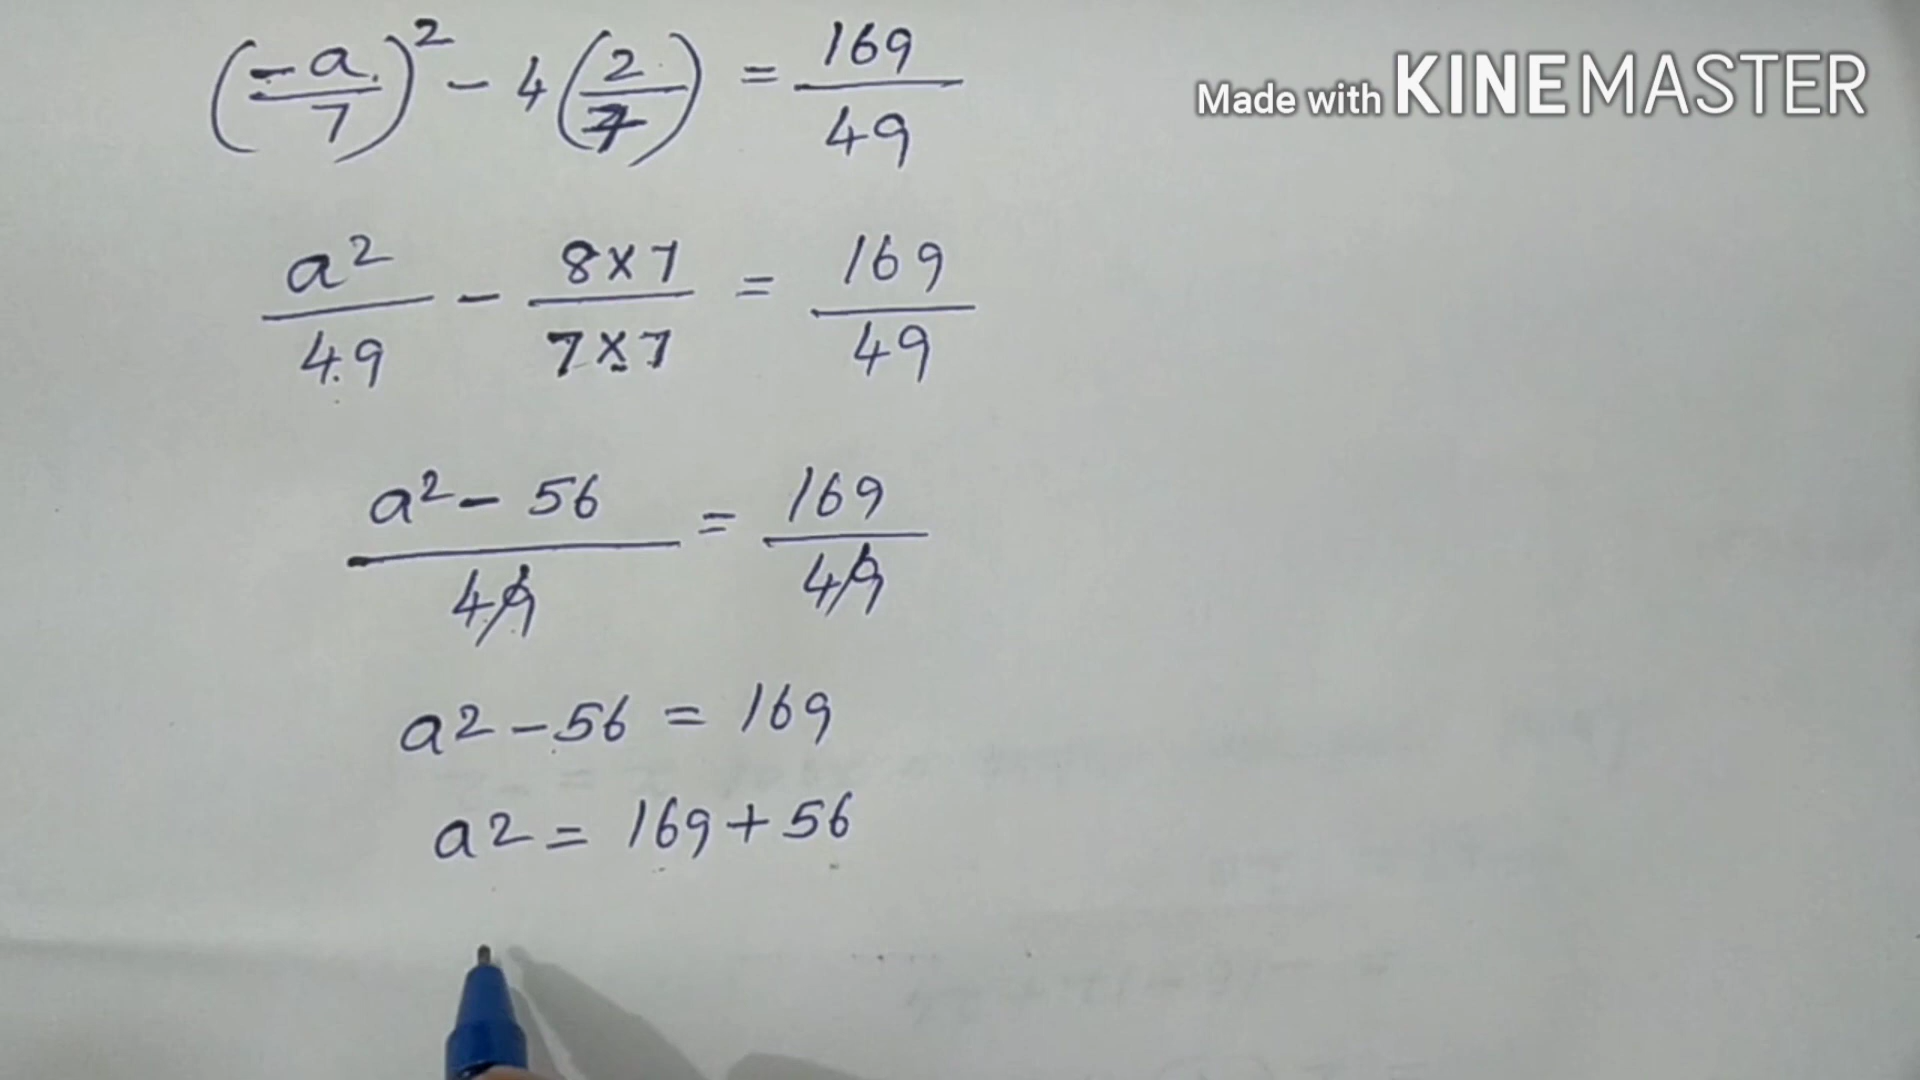 (-a/7)² - 4(2/7) = 169/49
Made with KINEMASTER
a²/49 - 8×7/7×7 = 169/49
a² - 56/49 = 169/49
a² - 56 = 169
a² = 169 + 56